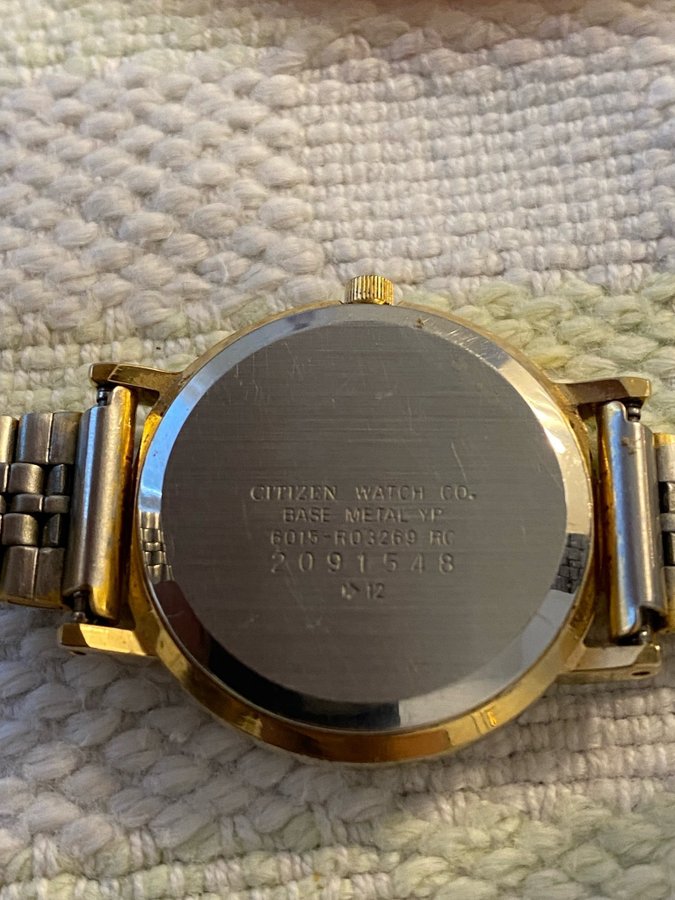 CITIZEN WATCH CO.
BASE METAL YP
6015-R03269 RC
2091548
12